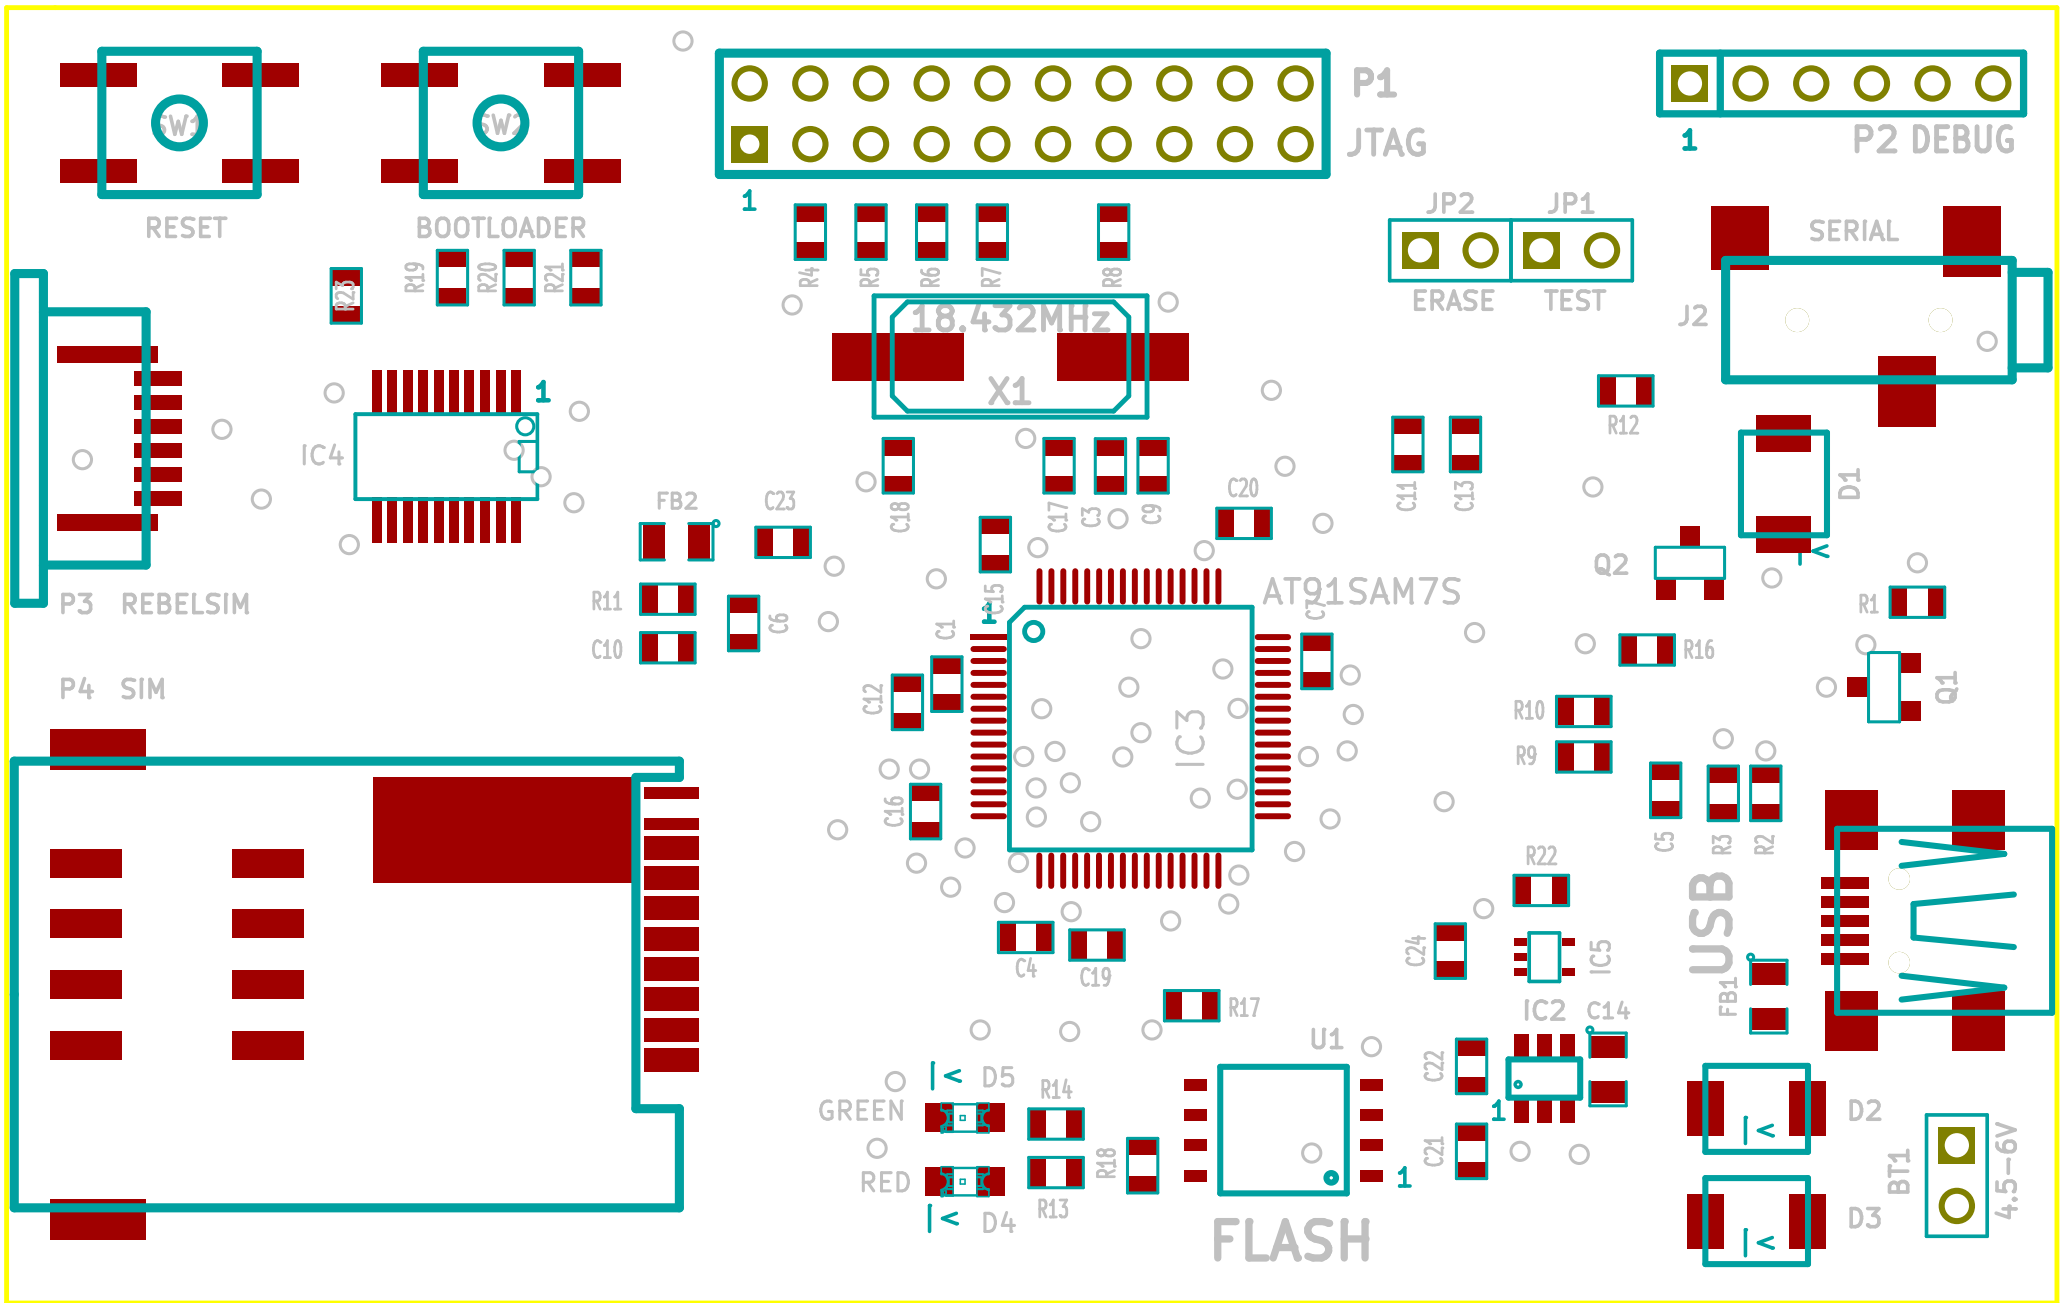 SW1
SW2
RESET
BOOTLOADER
P1
JTAG
1
P2 DEBUG
1
R4
R5
R6
R7
R8
JP2
JP1
ERASE
TEST
SERIAL
J2
R19
R20
R21
R23
18.432MHz
X1
1
IC4
R12
D1
C11
C13
C18
C17
C3
C9
C20
FB2
C23
Q2
R11
C10
C6
C15
AT91SAM7S
C7
1
C1
C12
R1
P3 REBELSIM
R16
Q1
P4 SIM
R10
R9
IC3
C16
C5
R3
R2
R22
USB
C24
IC5
C4
C19
FB1
IC2
C14
R17
U1
C22
D5
GREEN
R14
1
C21
D2
RED
R18
1
BT1
4.5-6V
R13
D4
FLASH
D3